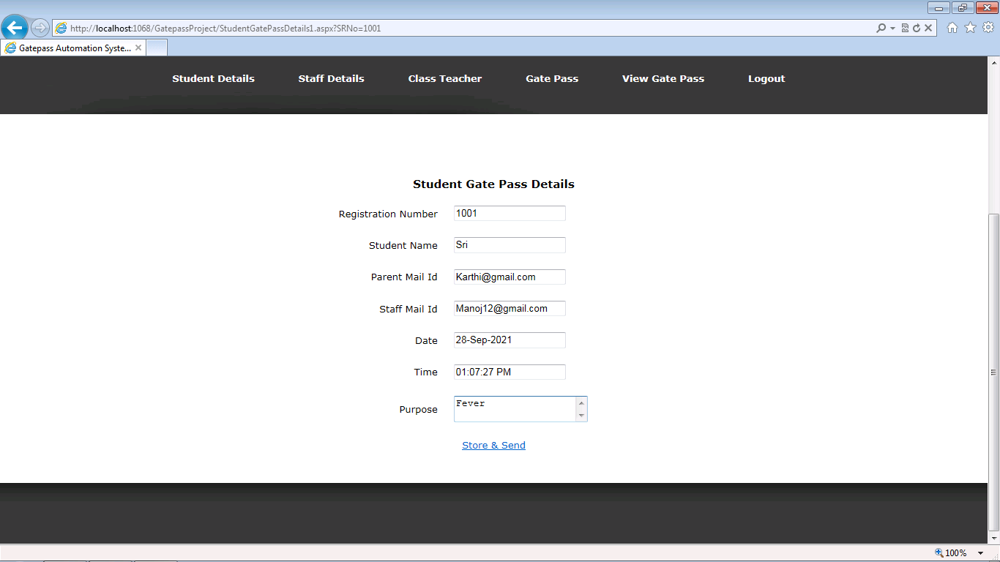 http://localhost:1068/GatepassProject/StudentGatePassDetails1.aspx?SRNo=1001
Gatepass Automation Syste...
Student Details Staff Details Class Teacher Gate Pass View Gate Pass Logout
Student Gate Pass Details
Registration Number 1001
Student Name Sri
Parent Mail Id Karthi@gmail.com
Staff Mail Id Manoj12@gmail.com
Date 28-Sep-2021
Time 01:07:27 PM
Purpose Fever
Store & Send
100%